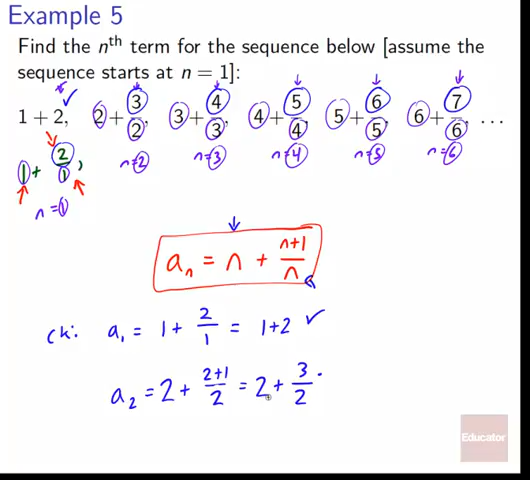 Example 5
Find the nth term for the sequence below [assume the
sequence starts at n = 1]:
1 + 2, 2 + 3/2, 3 + 4/3, 4 + 5/4, 5 + 6/5, 6 + 7/6, ...
1 + 2/1,
n=1 n=2 n=3 n=4 n=5 n=6
aₙ = n + (n+1)/n
ck: a₁ = 1 + 2/1 = 1+2 ✓
a₂ = 2 + (2+1)/2 = 2 + 3/2 .
Educator